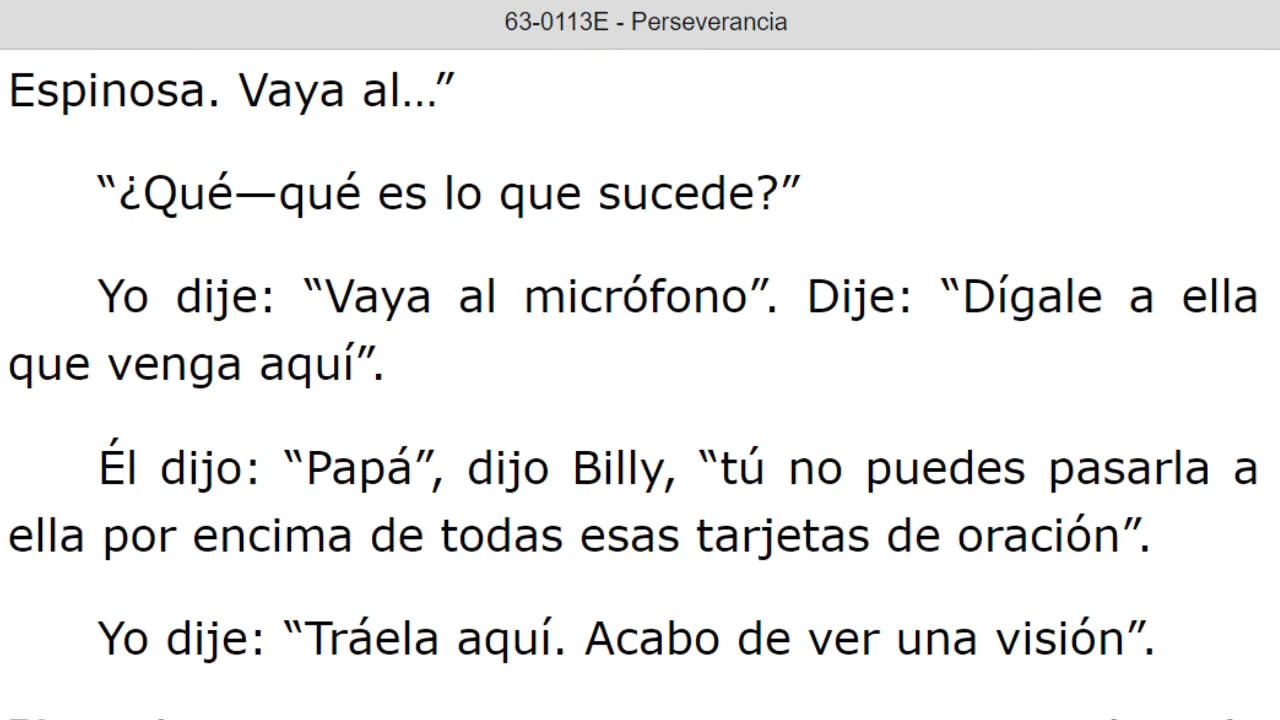 63-0113E - Perseverancia
Espinosa. Vaya al…”
“¿Qué—qué es lo que sucede?”
Yo dije: “Vaya al micrófono”. Dije: “Dígale a ella
que venga aquí”.
Él dijo: “Papá”, dijo Billy, “tú no puedes pasarla a
ella por encima de todas esas tarjetas de oración”.
Yo dije: “Tráela aquí. Acabo de ver una visión”.